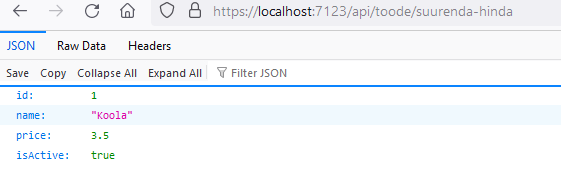 https://localhost:7123/api/toode/suurenda-hinda
JSON Raw Data Headers
Save Copy Collapse All Expand All Filter JSON
id: 1
name: "Koola"
price: 3.5
isActive: true